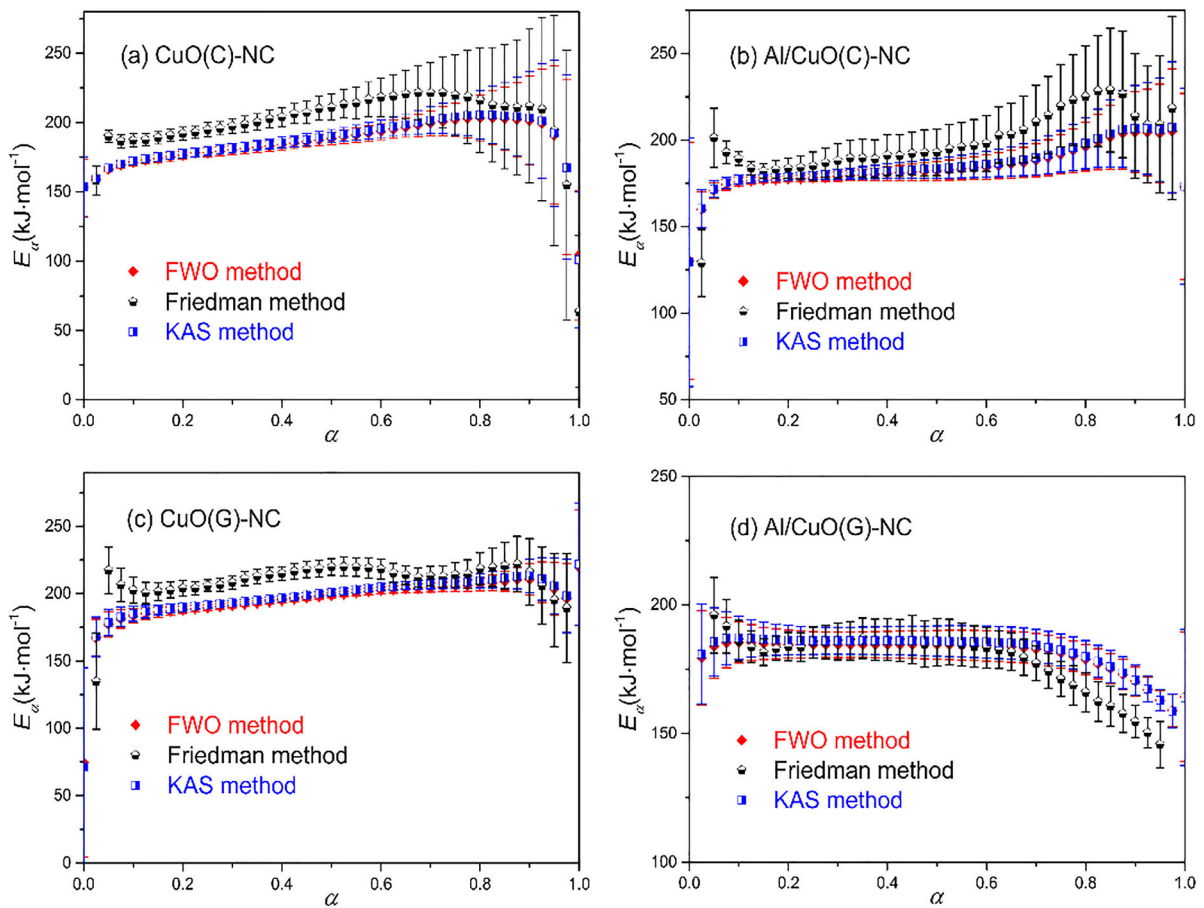 (a) CuO(C)-NC
250
200
150
100
50
0
Eα(kJ·mol⁻¹)
FWO method
Friedman method
KAS method
0.0 0.2 0.4 0.6 0.8 1.0
α
(b) Al/CuO(C)-NC
250
200
150
100
50
Eα(kJ·mol⁻¹)
FWO method
Friedman method
KAS method
0.0 0.2 0.4 0.6 0.8 1.0
α
(c) CuO(G)-NC
250
200
150
100
50
0
Eα(kJ·mol⁻¹)
FWO method
Friedman method
KAS method
0.0 0.2 0.4 0.6 0.8 1.0
α
(d) Al/CuO(G)-NC
250
200
150
100
Eα(kJ·mol⁻¹)
FWO method
Friedman method
KAS method
0.0 0.2 0.4 0.6 0.8 1.0
α